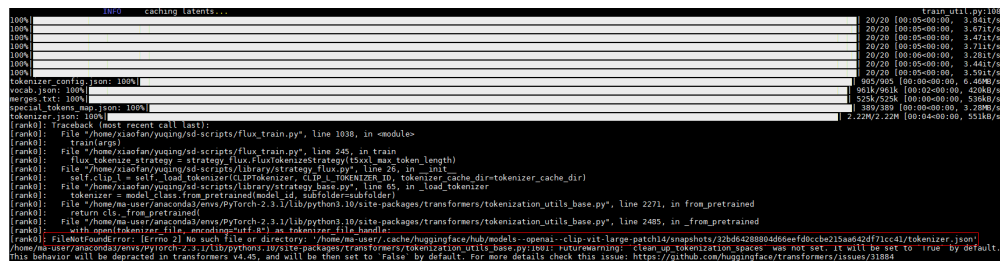 INFO caching latents... train_util.py:108
100%| 20/20 [00:05<00:00, 3.84it/s
100%| 20/20 [00:05<00:00, 3.67it/s
100%| 20/20 [00:05<00:00, 3.47it/s
100%| 20/20 [00:05<00:00, 3.71it/s
100%| 20/20 [00:06<00:00, 3.28it/s
100%| 20/20 [00:05<00:00, 3.44it/s
100%| 20/20 [00:05<00:00, 3.59it/s
tokenizer_config.json: 100%| 905/905 [00:00<00:00, 6.46MB/s
vocab.json: 100%| 961k/961k [00:02<00:00, 420kB/s
merges.txt: 100%| 525k/525k [00:00<00:00, 536kB/s
special_tokens_map.json: 100%| 389/389 [00:00<00:00, 3.28MB/s
tokenizer.json: 100%| 2.22M/2.22M [00:04<00:00, 551kB/s
[rank0]: Traceback (most recent call last):
[rank0]: File "/home/xiaofan/yuqing/sd-scripts/flux_train.py", line 1038, in <module>
[rank0]: train(args)
[rank0]: File "/home/xiaofan/yuqing/sd-scripts/flux_train.py", line 245, in train
[rank0]: flux_tokenize_strategy = strategy_flux.FluxTokenizeStrategy(t5xxl_max_token_length)
[rank0]: File "/home/xiaofan/yuqing/sd-scripts/library/strategy_flux.py", line 26, in __init__
[rank0]: self.clip_l = self._load_tokenizer(CLIPTokenizer, CLIP_L_TOKENIZER_ID, tokenizer_cache_dir=tokenizer_cache_dir)
[rank0]: File "/home/xiaofan/yuqing/sd-scripts/library/strategy_base.py", line 65, in _load_tokenizer
[rank0]: tokenizer = model_class.from_pretrained(model_id, subfolder=subfolder)
[rank0]: File "/home/ma-user/anaconda3/envs/PyTorch-2.3.1/lib/python3.10/site-packages/transformers/tokenization_utils_base.py", line 2271, in from_pretrained
[rank0]: return cls._from_pretrained(
[rank0]: File "/home/ma-user/anaconda3/envs/PyTorch-2.3.1/lib/python3.10/site-packages/transformers/tokenization_utils_base.py", line 2485, in _from_pretrained
[rank0]: with open(tokenizer_file, encoding="utf-8") as tokenizer_file_handle:
[rank0]: FileNotFoundError: [Errno 2] No such file or directory: '/home/ma-user/.cache/huggingface/hub/models--openai--clip-vit-large-patch14/snapshots/32bd64288804d66eefd0ccbe215aa642df71cc41/tokenizer.json'
/home/ma-user/anaconda3/envs/PyTorch-2.3.1/lib/python3.10/site-packages/transformers/tokenization_utils_base.py:1601: FutureWarning: `clean_up_tokenization_spaces` was not set. It will be set to `True` by default.
This behavior will be depracted in transformers v4.45, and will be then set to `False` by default. For more details check this issue: https://github.com/huggingface/transformers/issues/31884